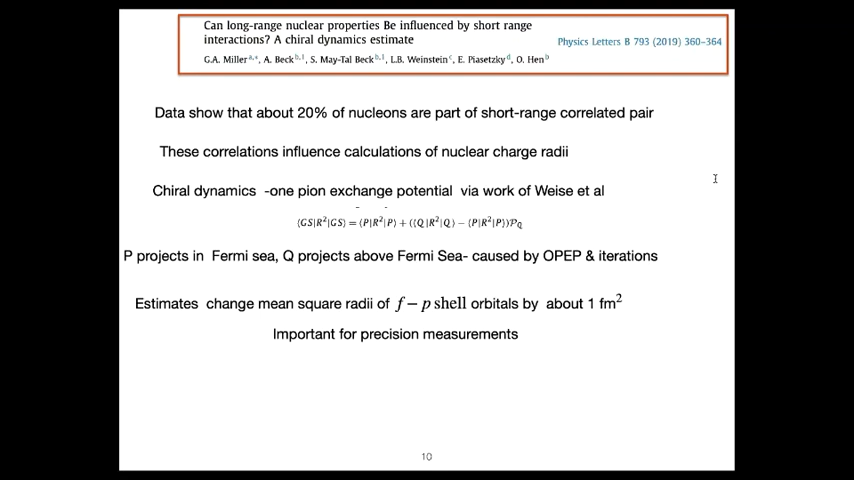 Can long-range nuclear properties Be influenced by short range
interactions? A chiral dynamics estimate
Physics Letters B 793 (2019) 360–364
G.A. Miller a,*, A. Beck b,1, S. May-Tal Beck b,1, L.B. Weinstein c, E. Piasetzky d, O. Hen b
Data show that about 20% of nucleons are part of short-range correlated pair
These correlations influence calculations of nuclear charge radii
Chiral dynamics -one pion exchange potential via work of Weise et al
⟨GS|R²|GS⟩ = ⟨P|R²|P⟩ + (⟨Q|R²|Q⟩ − ⟨P|R²|P⟩)𝒫_Q
P projects in Fermi sea, Q projects above Fermi Sea- caused by OPEP & iterations
Estimates change mean square radii of f − p shell orbitals by about 1 fm²
Important for precision measurements
10